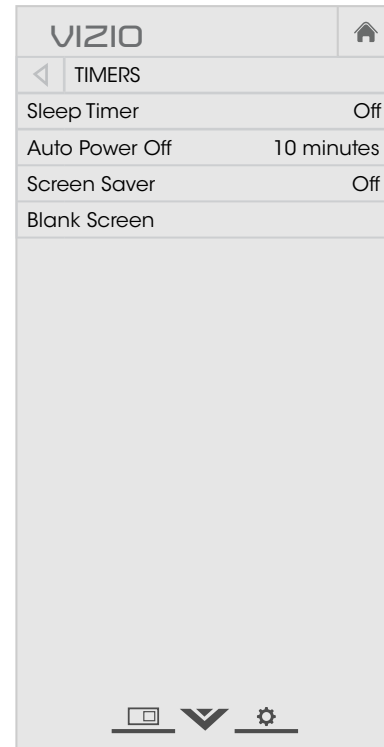 VIZIO
TIMERS
Sleep Timer Off
Auto Power Off 10 minutes
Screen Saver Off
Blank Screen